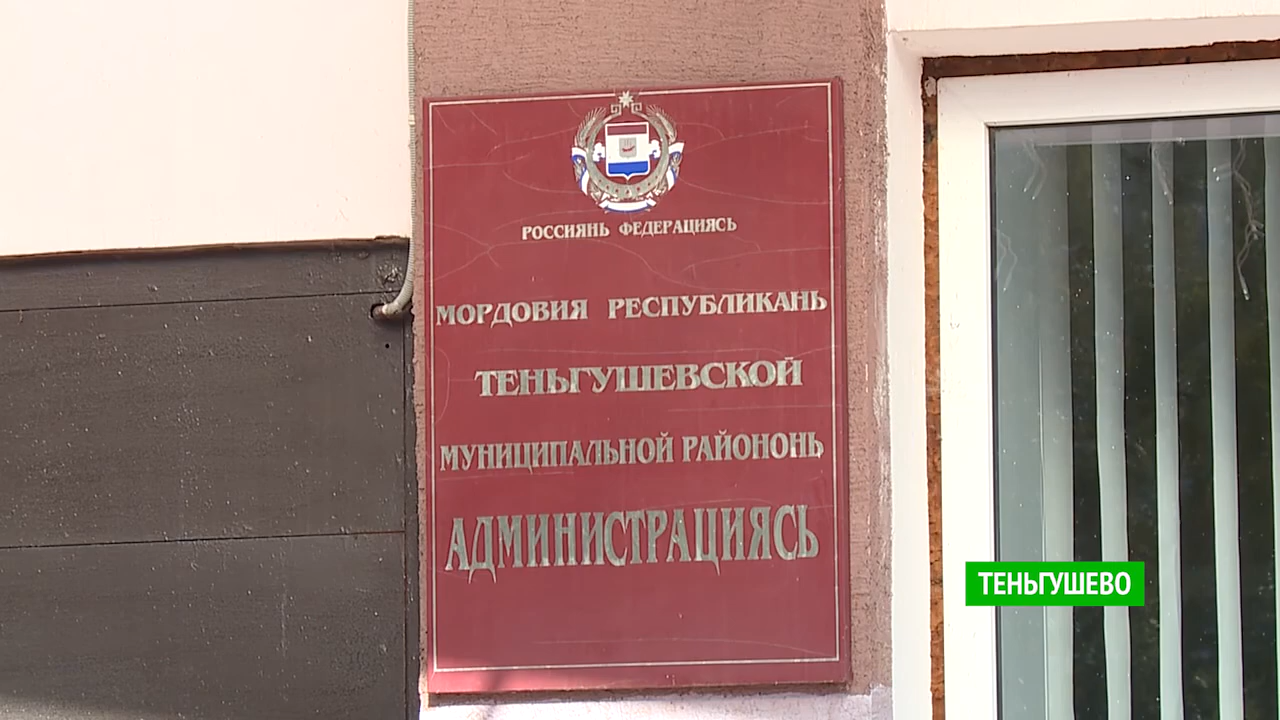 РОССИЯНЬ ФЕДЕРАЦИЯСЬ
МОРДОВИЯ РЕСПУБЛИКАНЬ
ТЕНЬГУШЕВСКОЙ
МУНИЦИПАЛЬНОЙ РАЙОНОНЬ
АДМИНИСТРАЦИЯСЬ
ТЕНЬГУШЕВО